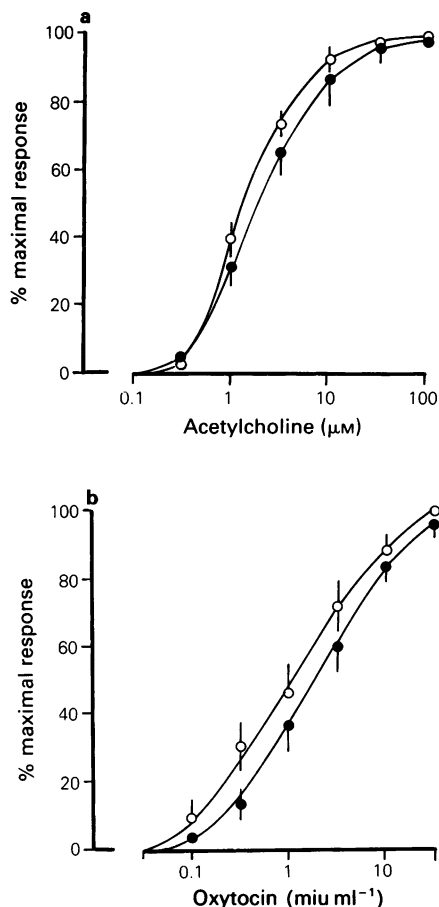 a
100
80
60
40
20
0
% maximal response
0.1 1 10 100
Acetylcholine (μM)
b
100
80
60
40
20
0
% maximal response
0.1 1 10
Oxytocin (miu ml⁻¹)